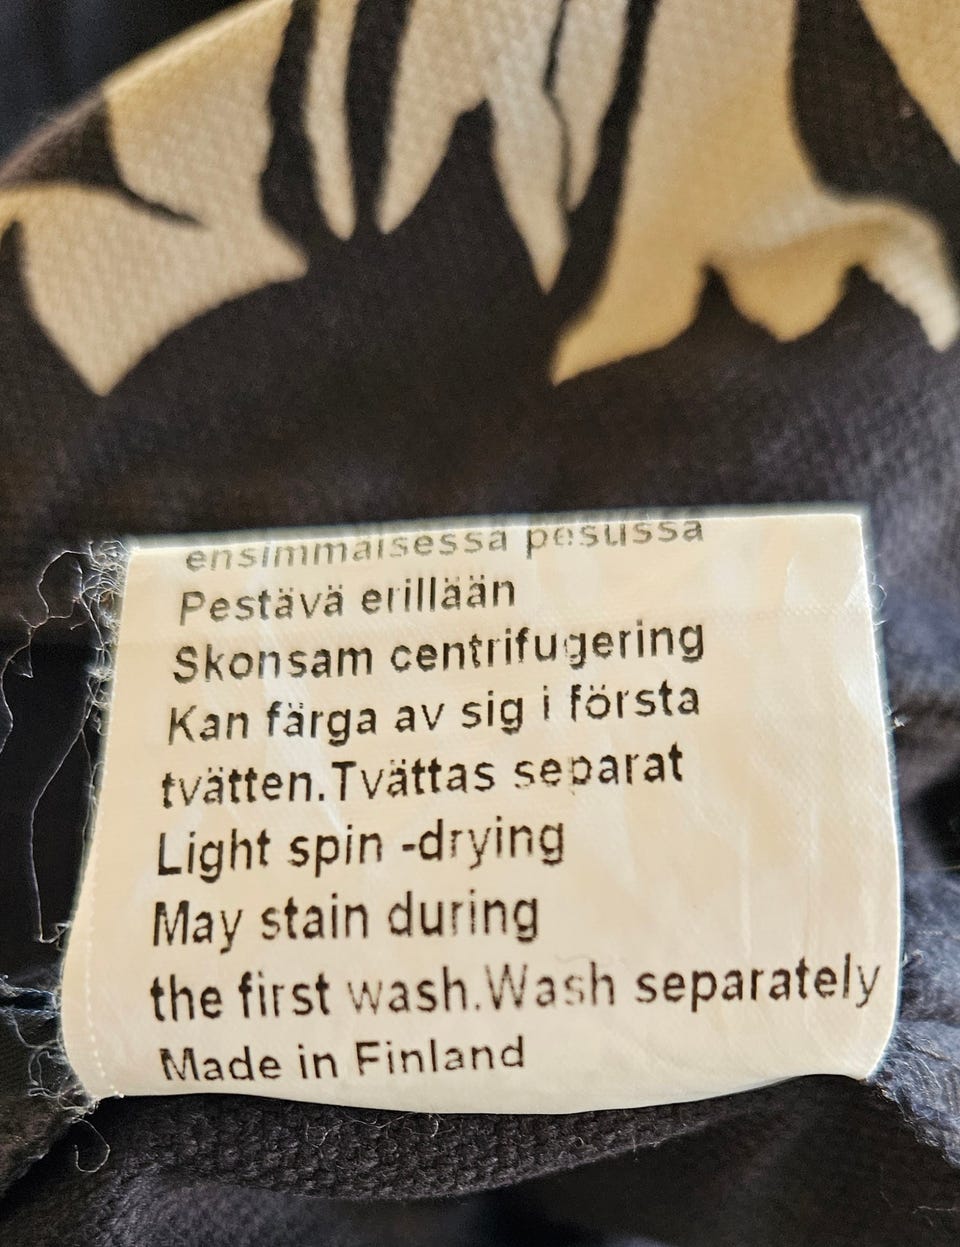 ensimmäisessä pesussa
Pestävä erillään
Skonsam centrifugering
Kan färga av sig i första
tvätten.Tvättas separat
Light spin -drying
May stain during
the first wash.Wash separately
Made in Finland